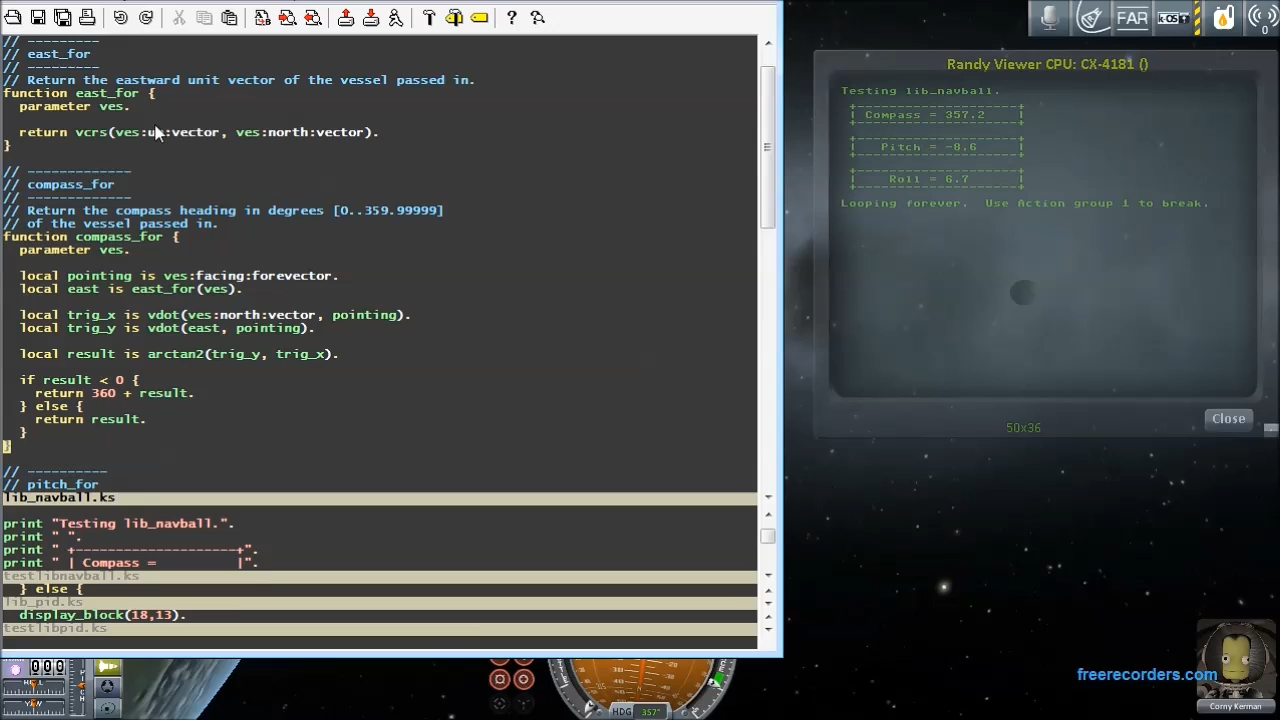 // ---------
// east_for
// ---------
// Return the eastward unit vector of the vessel passed in.
function east_for {
parameter ves.
return vcrs(ves:up:vector, ves:north:vector).
}
// -------------
// compass_for
// -------------
// Return the compass heading in degrees [0..359.99999]
// of the vessel passed in.
function compass_for {
parameter ves.
local pointing is ves:facing:forevector.
local east is east_for(ves).
local trig_x is vdot(ves:north:vector, pointing).
local trig_y is vdot(east, pointing).
local result is arctan2(trig_y, trig_x).
if result < 0 {
return 360 + result.
} else {
return result.
}
}
// ----------
// pitch_for
lib_navball.ks
print "Testing lib_navball.".
print " ".
print " +---------------------+".
print " | Compass =          |".
testlibnavball.ks
} else {
lib_pid.ks
display_block(18,13).
testlibpid.ks
FAR
kOS
0
Randy Viewer CPU: CX-4181 ()
Testing lib_navball.
Compass = 357.2
Pitch = -8.6
Roll = 6.7
Looping forever.  Use Action group 1 to break.
Close
50x36
000
HDG 357°
freerecorders.com
Corny Kerman